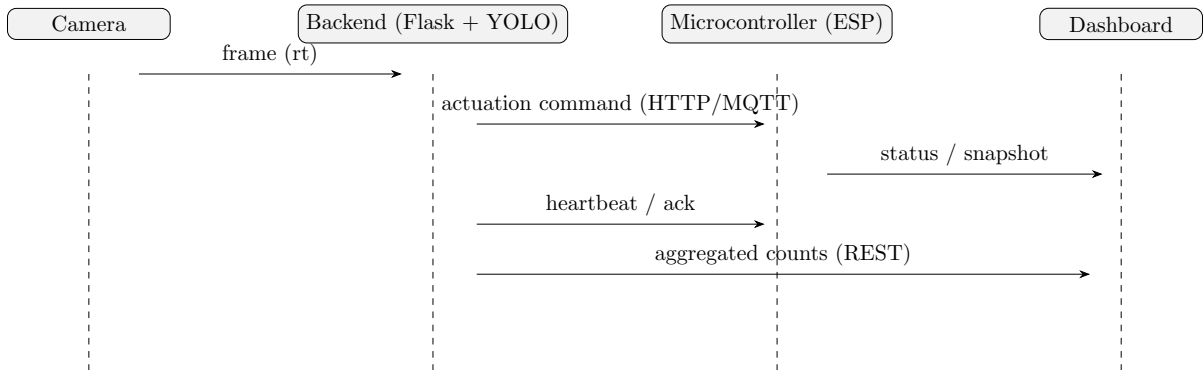 Camera
Backend (Flask + YOLO)
Microcontroller (ESP)
Dashboard
frame (rt)
actuation command (HTTP/MQTT)
status / snapshot
heartbeat / ack
aggregated counts (REST)